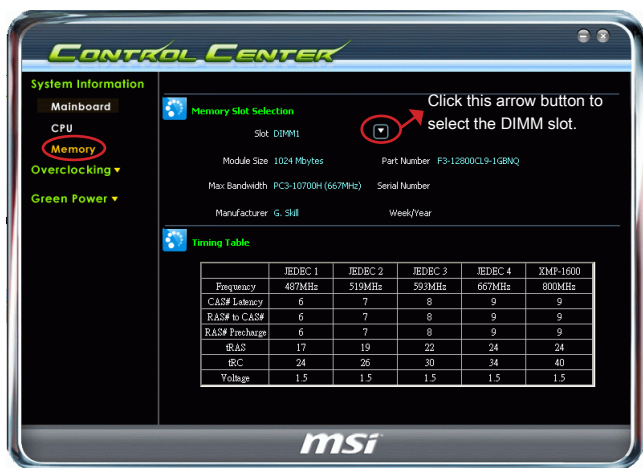 CONTROL CENTER
System Information
Mainboard
CPU
Memory
Overclocking
Green Power
Memory Slot Selection
Click this arrow button to
select the DIMM slot.
Slot DIMM1
Module Size 1024 Mbytes Part Number F3-12800CL9-1GBNQ
Max Bandwidth PC3-10700H (667MHz) Serial Number
Manufacturer G. Skill Week/Year
Timing Table
JEDEC 1 JEDEC 2 JEDEC 3 JEDEC 4 XMP-1600
Frequency 487MHz 519MHz 593MHz 667MHz 800MHz
CAS# Latency 6 7 8 9 9
RAS# to CAS# 6 7 8 9 9
RAS# Precharge 6 7 8 9 9
tRAS 17 19 22 24 24
tRC 24 26 30 34 40
Voltage 1.5 1.5 1.5 1.5 1.5
msi